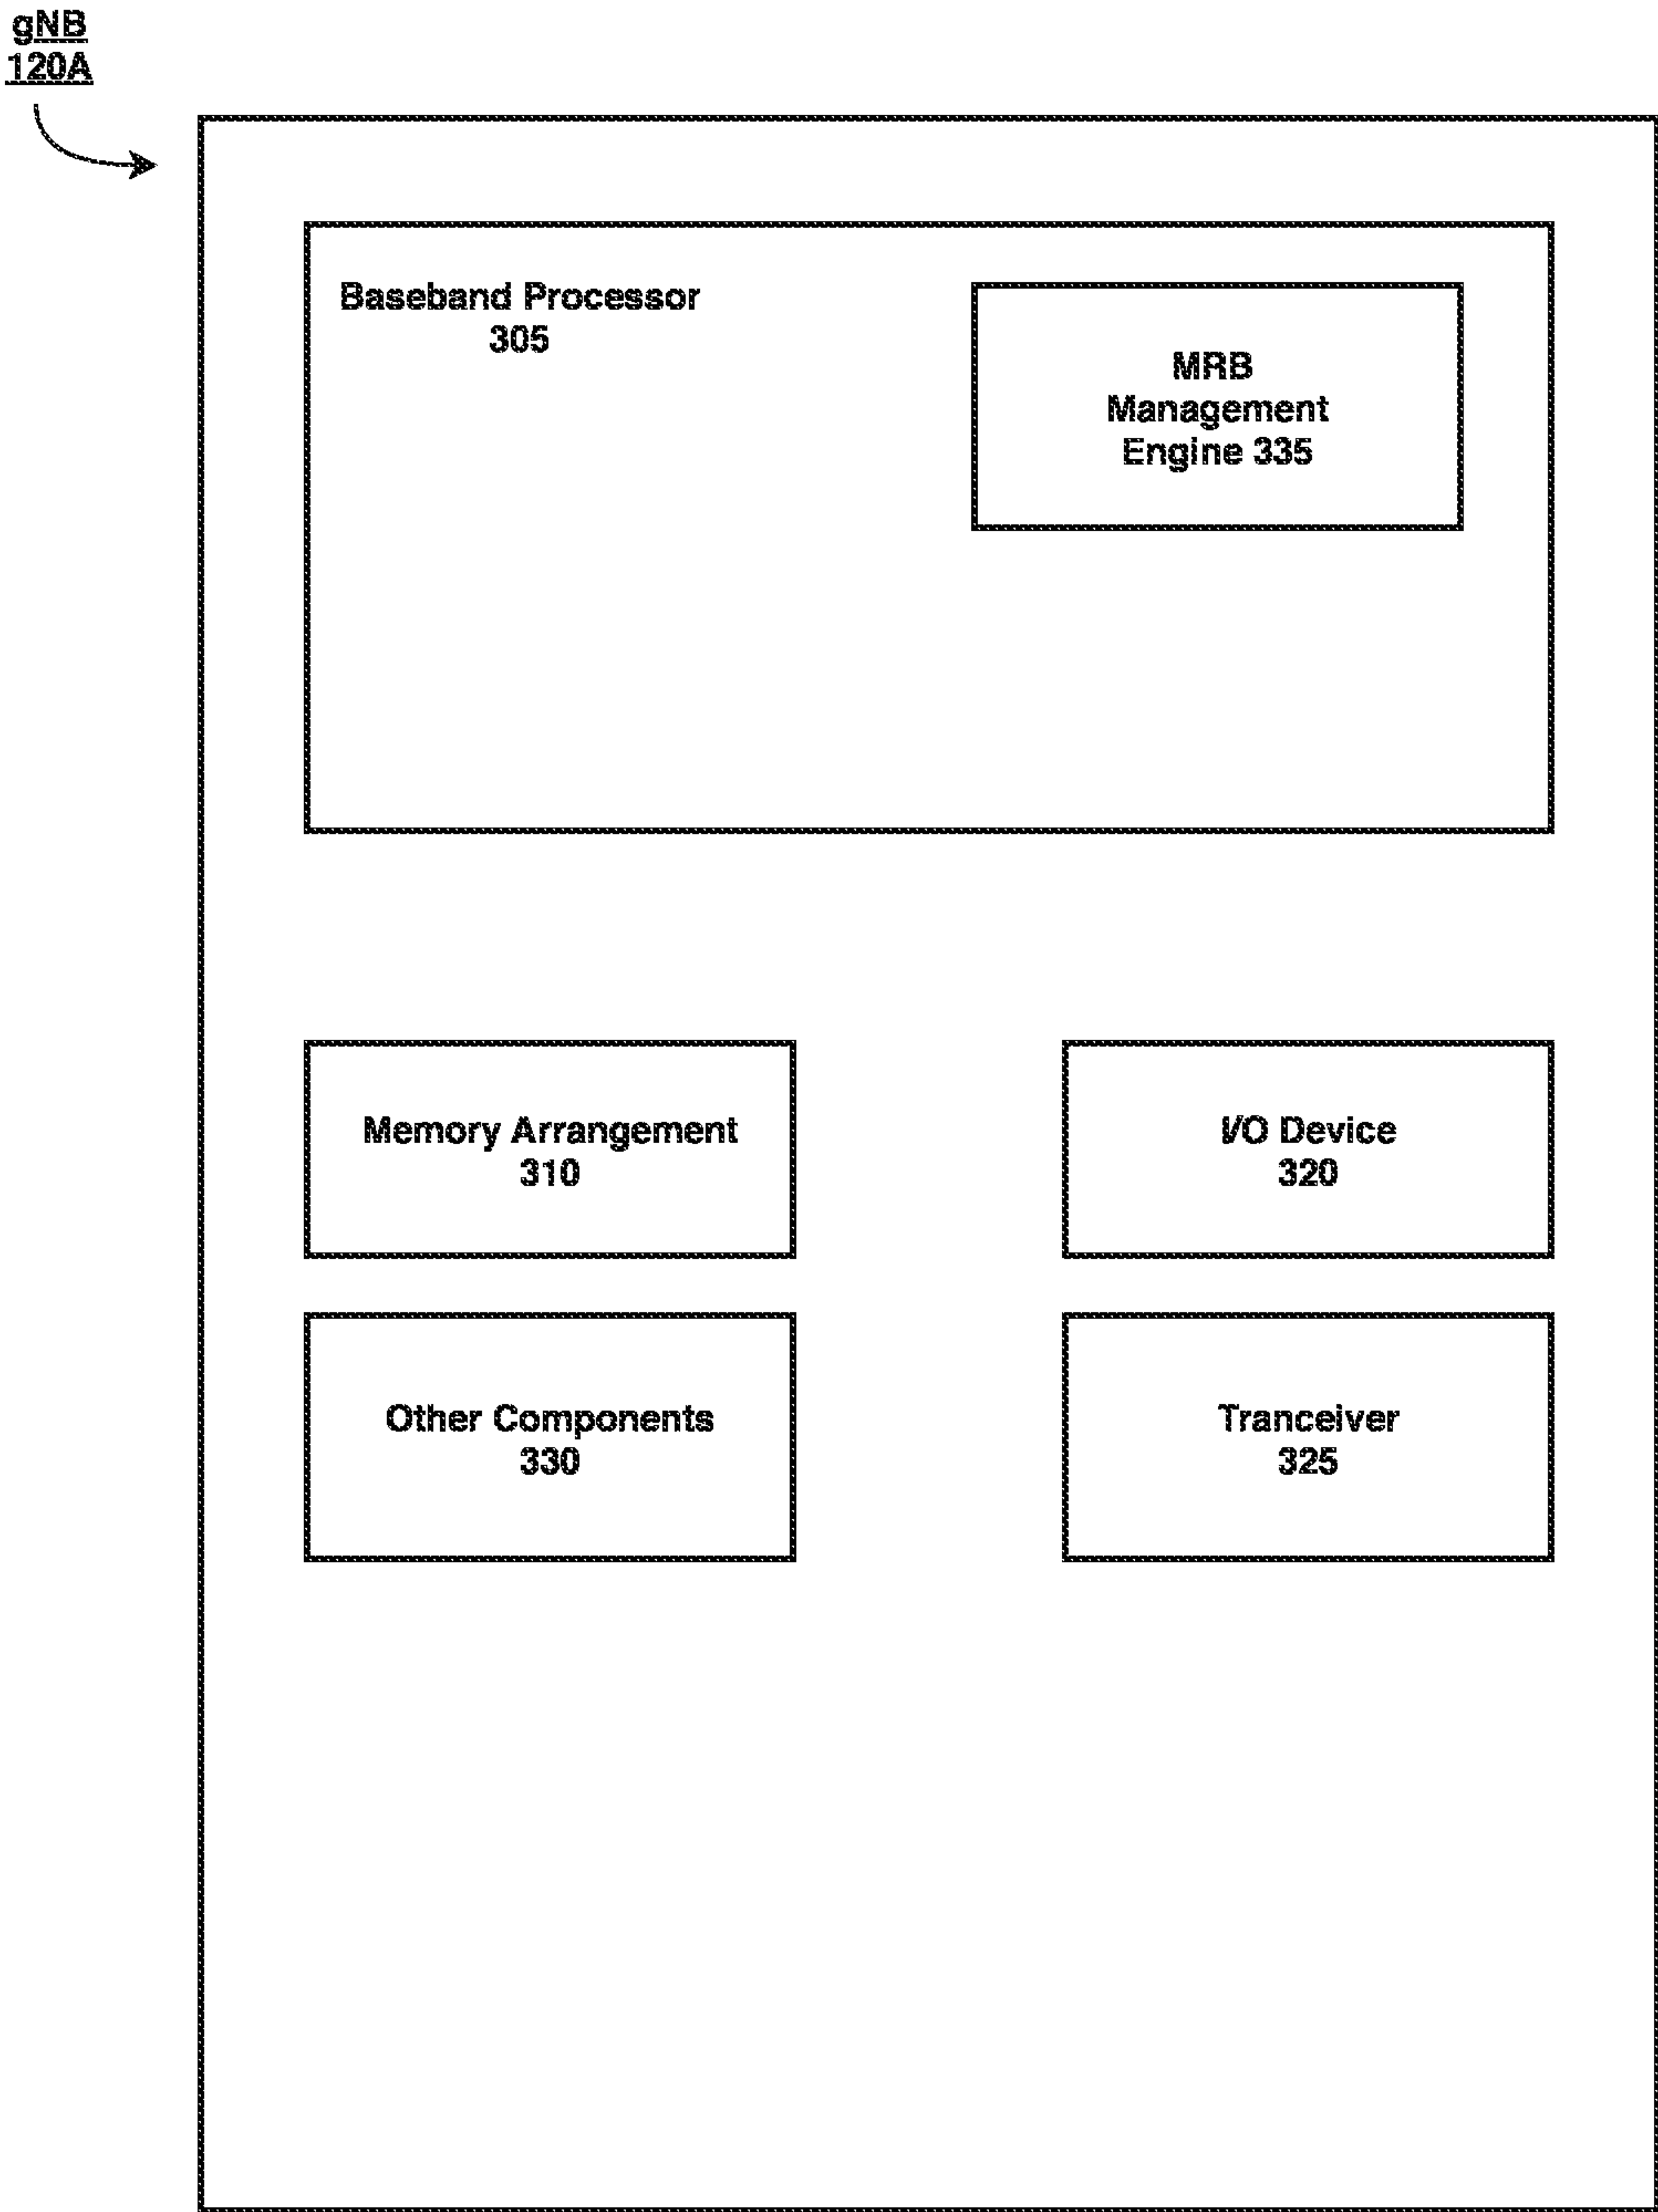 gNB
120A
Baseband Processor
305
MRB
Management
Engine 335
Memory Arrangement
310
I/O Device
320
Other Components
330
Tranceiver
325